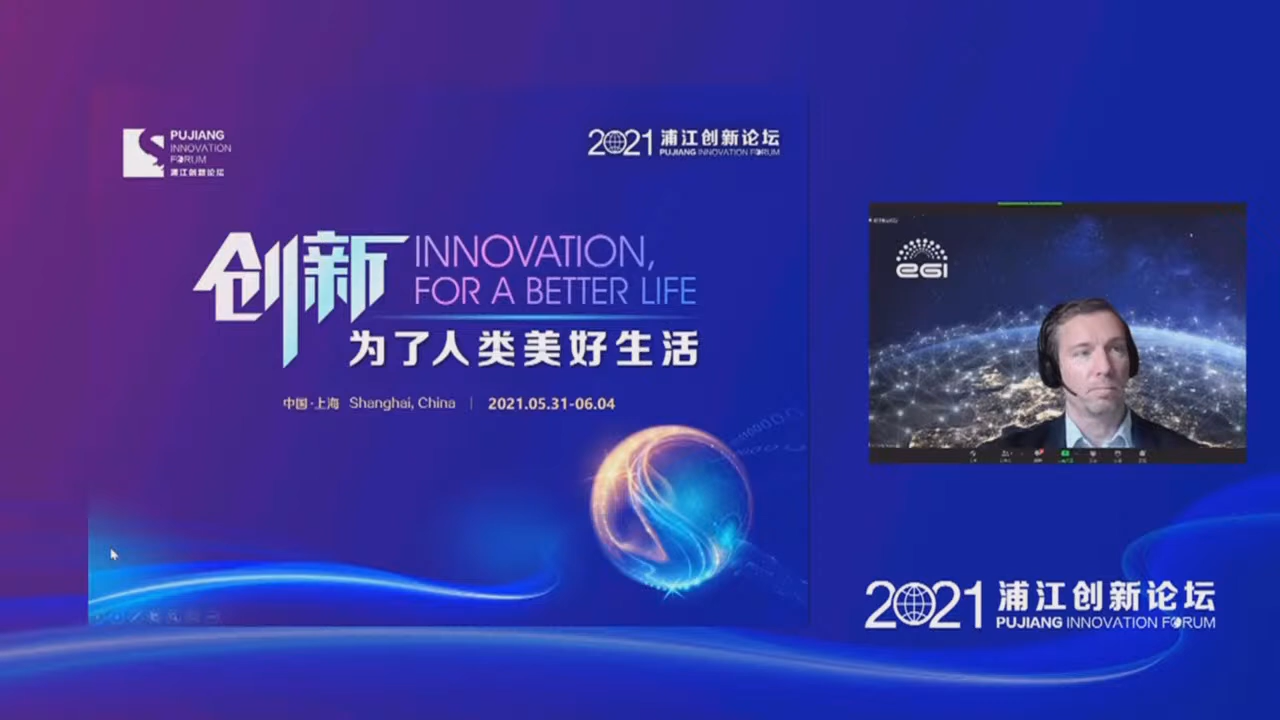 PUJIANG
INNOVATION
FORUM
浦江创新论坛
2021 浦江创新论坛
PUJIANG INNOVATION FORUM
创新
INNOVATION,
FOR A BETTER LIFE
为了人类美好生活
中国·上海 Shanghai, China | 2021.05.31-06.04
eGI
2021 浦江创新论坛
PUJIANG INNOVATION FORUM